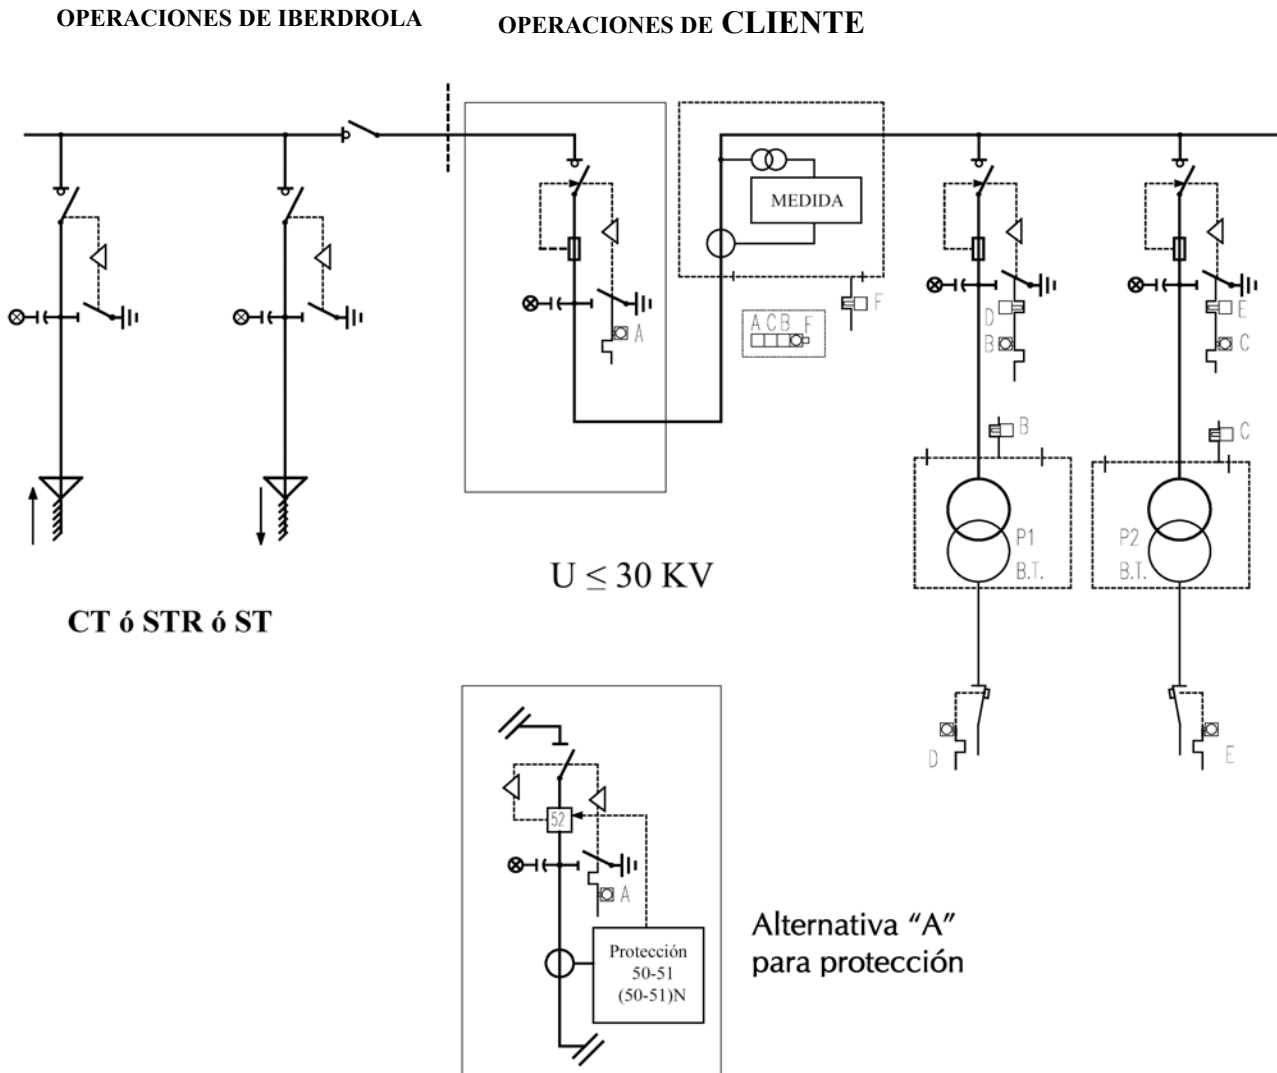 OPERACIONES DE IBERDROLA
OPERACIONES DE CLIENTE
MEDIDA
A C B F
F
A
D
B
E
C
B
C
P1
B.T.
P2
B.T.
U ≤ 30 KV
CT ó STR ó ST
D
E
52
A
Protección
50-51
(50-51)N
Alternativa "A"
para protección